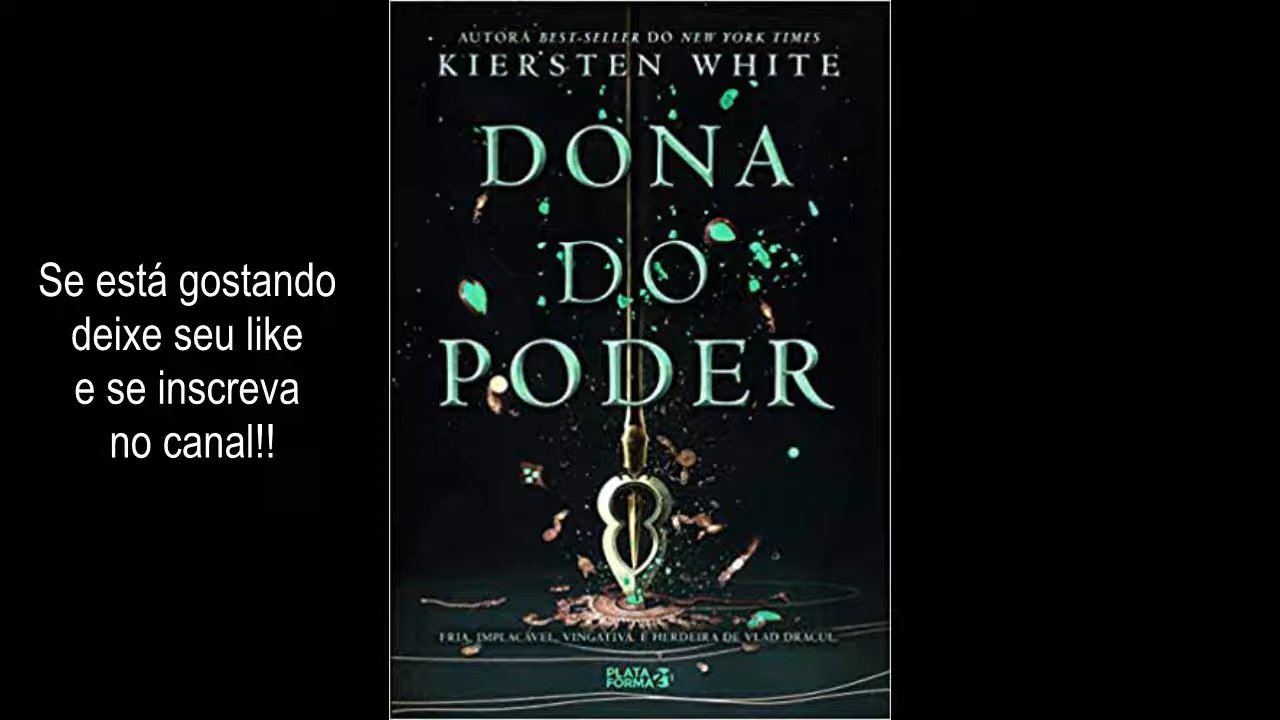 Se está gostando
deixe seu like
e se inscreva
no canal!!
AUTORA BEST-SELLER DO NEW YORK TIMES
KIERSTEN WHITE
DONA
DO
PODER
FRIA, IMPLACÁVEL, VINGATIVA. E HERDEIRA DE VLAD DRACUL.
PLATA
FORMA21